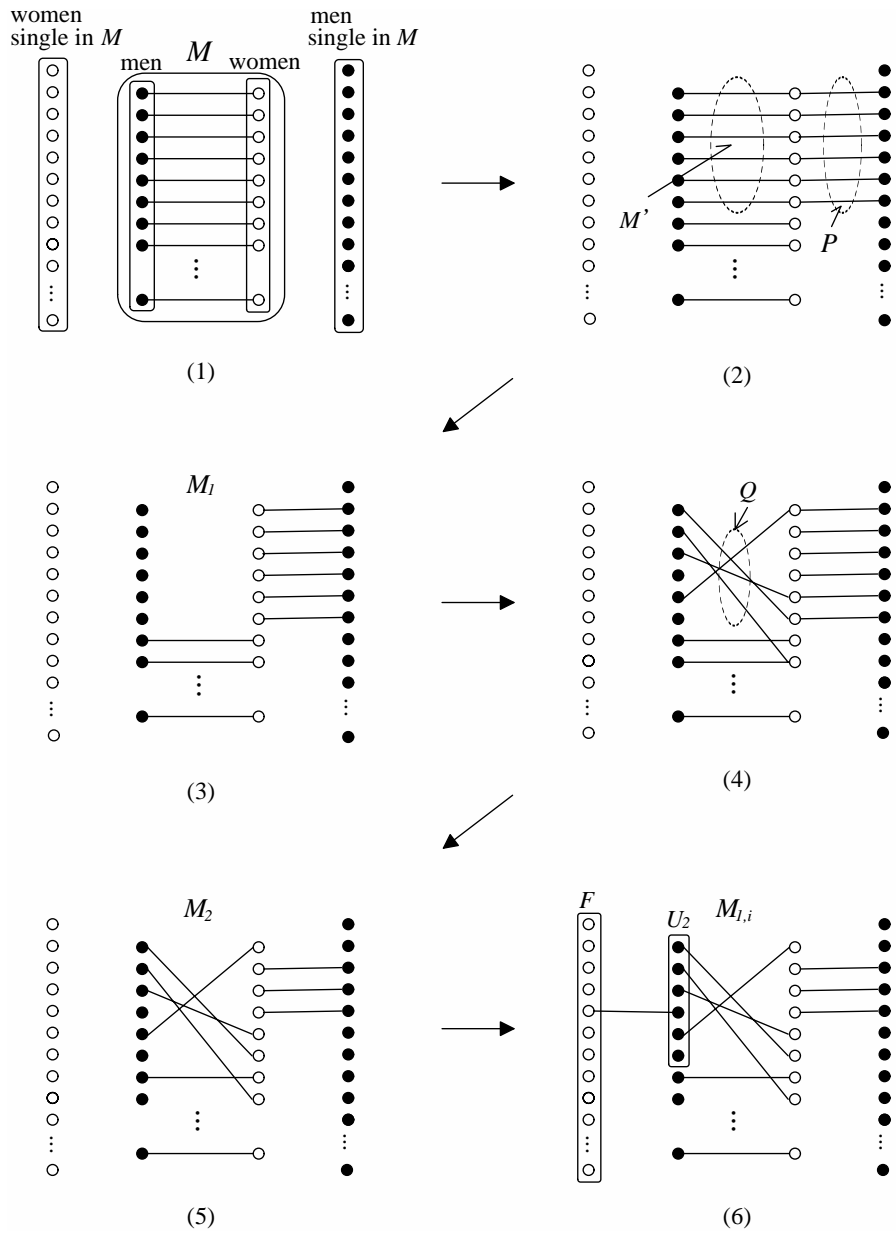 women
single in M
men
single in M
M
men
women
M’
P
(1)
(2)
M1
Q
(3)
(4)
M2
F
U2
M1,i
(5)
(6)